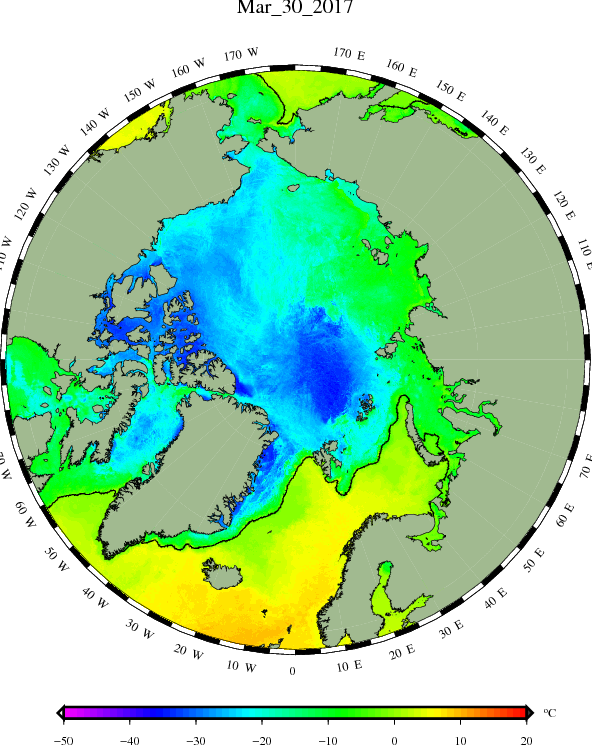 Mar_30_2017
170 W
170 E
160 W
160 E
150 W
150 E
140 W
140 E
130 W
130 E
120 W
120 E
110 E
60 W
70 E
50 W
60 E
40 W
50 E
30 W
40 E
20 W
30 E
10 W
0
10 E
20 E
°C
−50 −40 −30 −20 −10 0 10 20